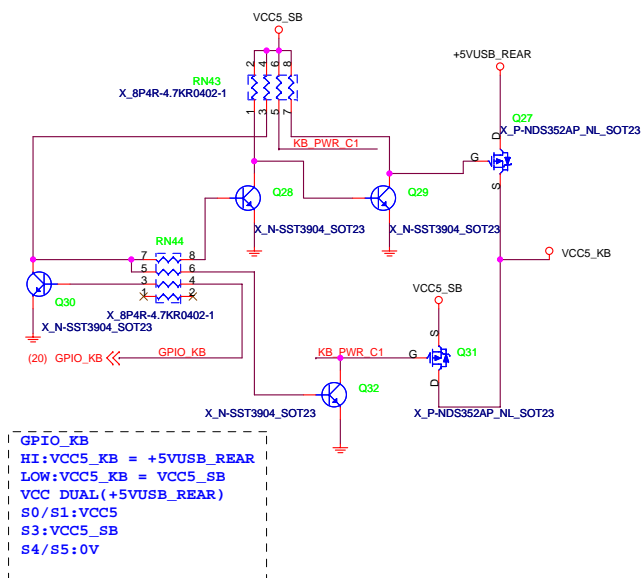 VCC5_SB
+5VUSB_REAR
2 4 6 8
RN43
X_8P4R-4.7KR0402-1
1 3 5 7
KB_PWR_C1
Q27
X_P-NDS352AP_NL_SOT23
D
G
S
Q28
Q29
X_N-SST3904_SOT23
X_N-SST3904_SOT23
RN44
7 8
5 6
3 4
1 2
X_8P4R-4.7KR0402-1
Q30
X_N-SST3904_SOT23
VCC5_KB
VCC5_SB
(20) GPIO_KB
GPIO_KB
KB_PWR_C1
S
G
D
Q31
X_P-NDS352AP_NL_SOT23
Q32
X_N-SST3904_SOT23
GPIO_KB
HI:VCC5_KB = +5VUSB_REAR
LOW:VCC5_KB = VCC5_SB
VCC DUAL(+5VUSB_REAR)
S0/S1:VCC5
S3:VCC5_SB
S4/S5:0V